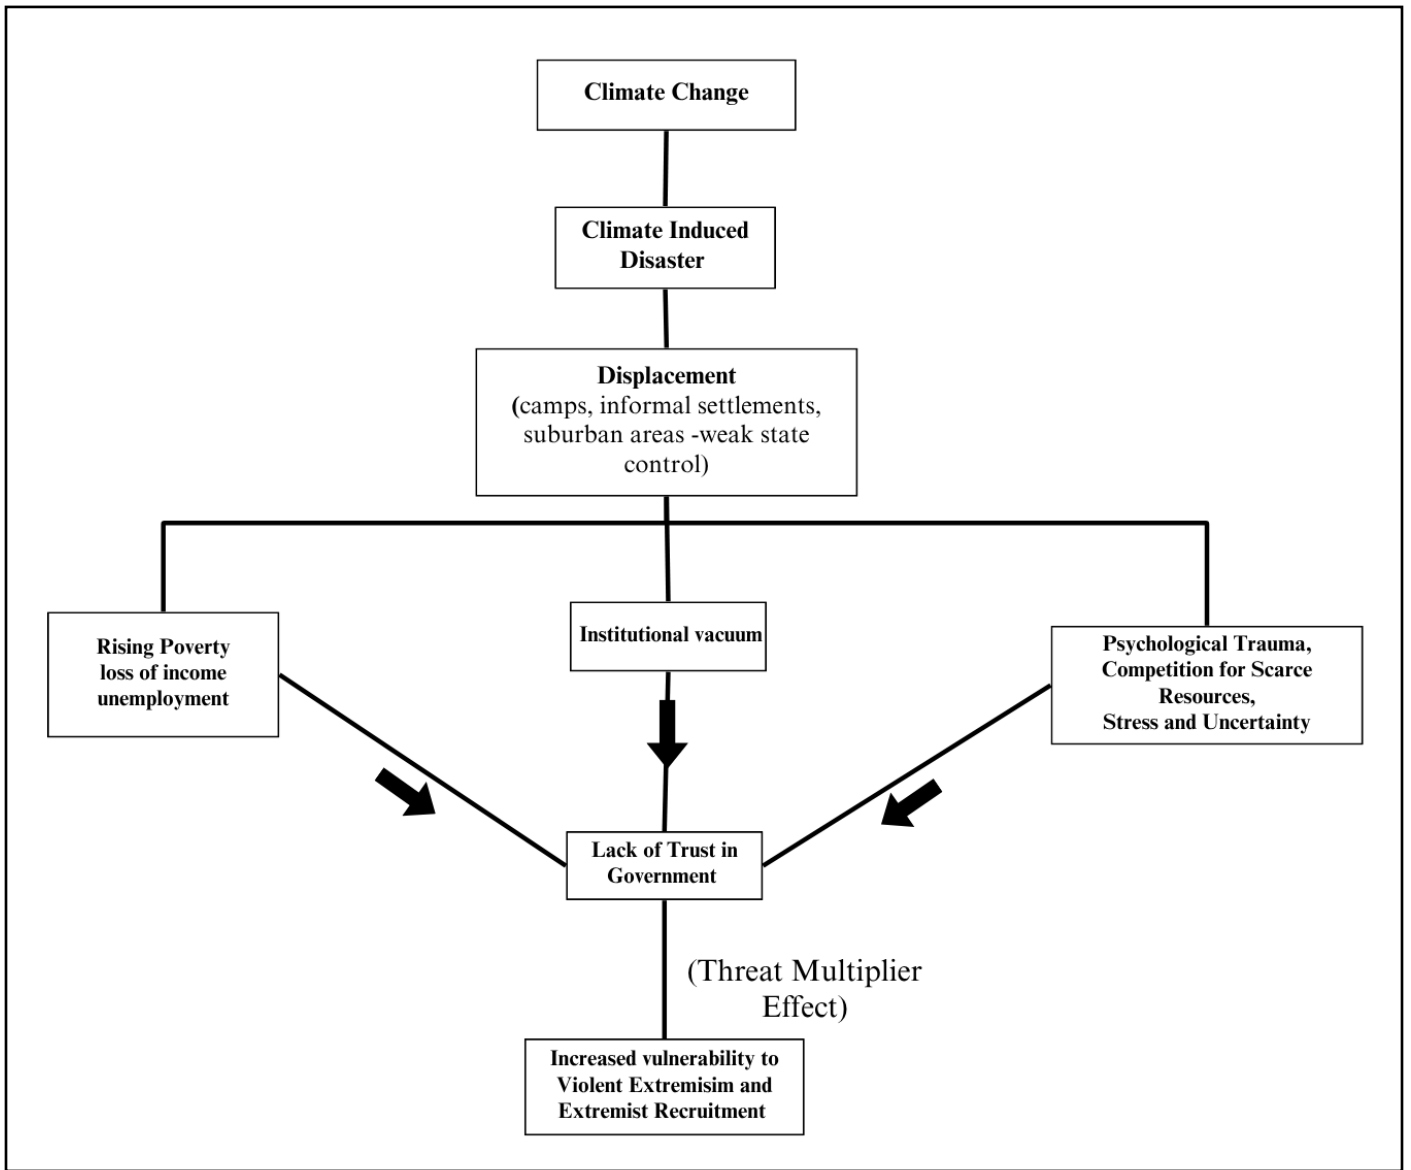 Climate Change
Climate Induced
Disaster
Displacement
(camps, informal settlements,
suburban areas -weak state
control)
Rising Poverty
loss of income
unemployment
Institutional vacuum
Psychological Trauma,
Competition for Scarce
Resources,
Stress and Uncertainty
Lack of Trust in
Government
(Threat Multiplier
Effect)
Increased vulnerability to
Violent Extremisim and
Extremist Recruitment